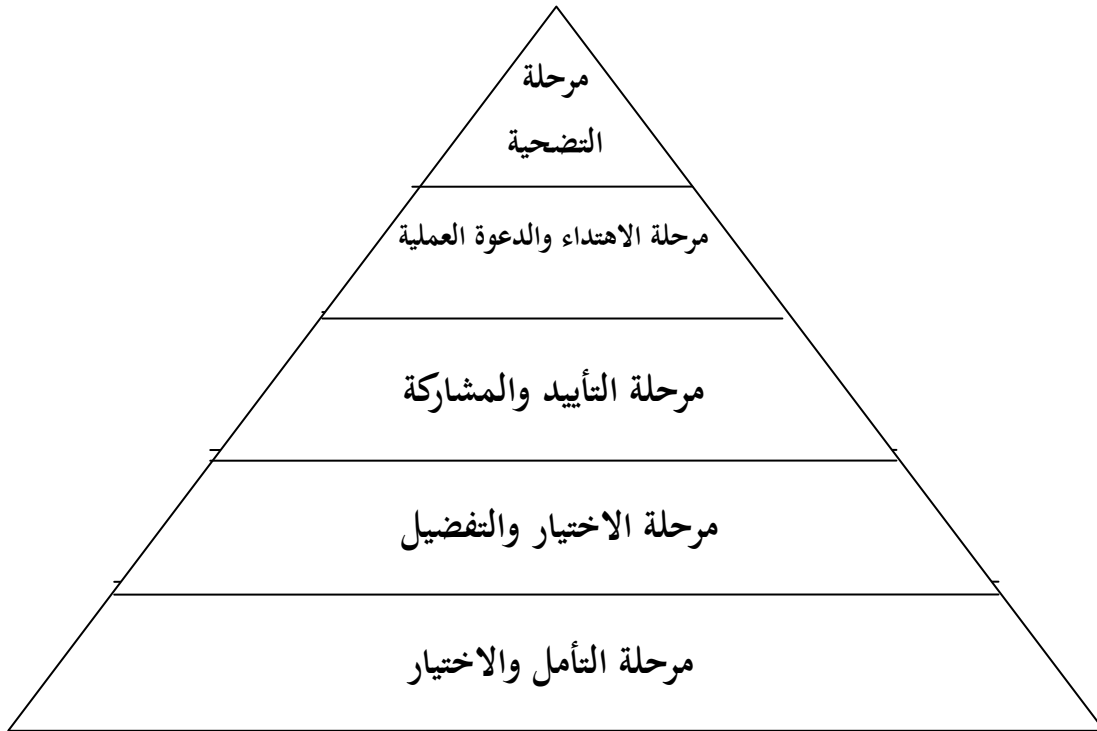 مرحلة
التضحية
مرحلة الاهتداء والدعوة العملية
مرحلة التأييد والمشاركة
مرحلة الاختيار والتفضيل
مرحلة التأمل والاختيار